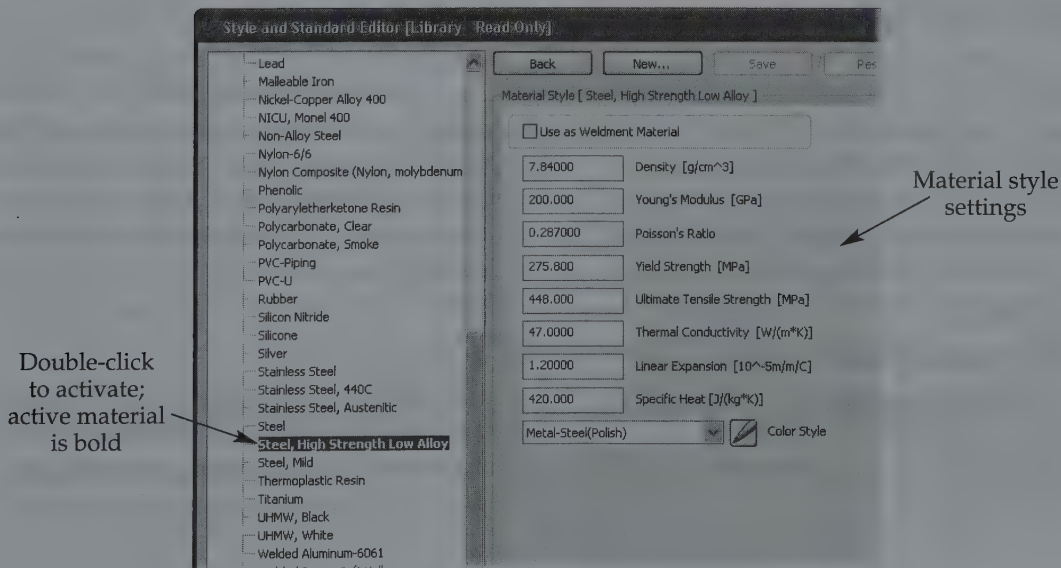 Style and Standard Editor [Library Read-Only]
Lead
Malleable Iron
Nickel-Copper Alloy 400
NICU, Monel 400
Non-Alloy Steel
Nylon-6/6
Nylon Composite (Nylon, molybdenum
Phenolic
Polyaryletherketone Resin
Polycarbonate, Clear
Polycarbonate, Smoke
PVC-Piping
PVC-U
Rubber
Silicon Nitride
Silicone
Silver
Stainless Steel
Stainless Steel, 440C
Stainless Steel, Austenitic
Steel
Steel, High Strength Low Alloy
Steel, Mild
Thermoplastic Resin
Titanium
UHMW, Black
UHMW, White
Welded Aluminum-6061
Back New... Save Res
Material Style [ Steel, High Strength Low Alloy ]
Use as Weldment Material
7.84000 Density [g/cm^3]
200.000 Young's Modulus [GPa]
0.287000 Poisson's Ratio
275.800 Yield Strength [MPa]
448.000 Ultimate Tensile Strength [MPa]
47.0000 Thermal Conductivity [W/(m*K)]
1.20000 Linear Expansion [10^-5m/m/C]
420.000 Specific Heat [J/(kg*K)]
Metal-Steel(Polish) Color Style
Material style
settings
Double-click
to activate;
active material
is bold